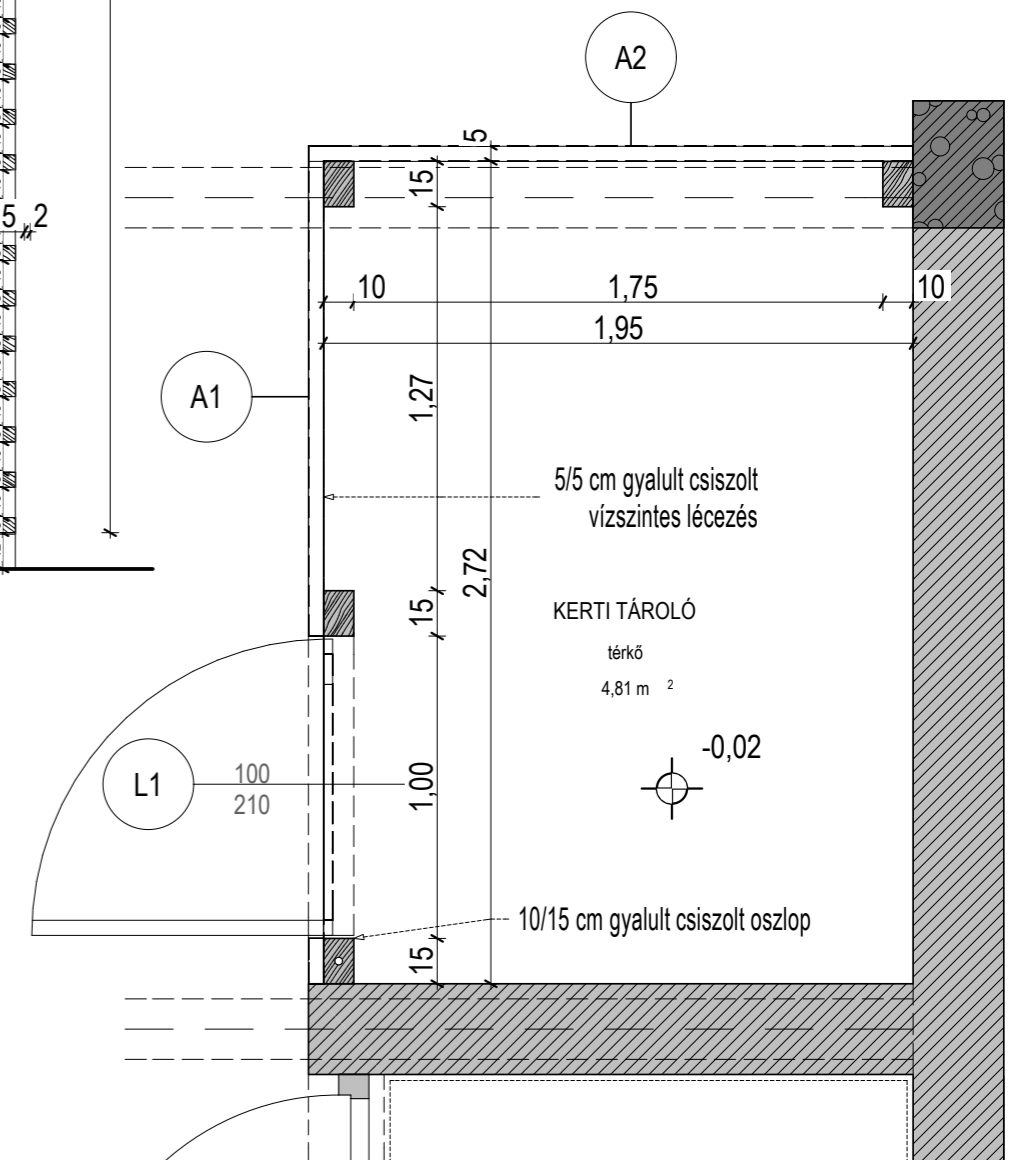 A2
5
15
5
2
10
1,75
10
1,95
A1
1,27
5/5 cm gyalult csiszolt
vízszintes lécezés
2,72
15
KERTI TÁROLÓ
térkő
4,81 m 2
-0,02
L1
100
210
1,00
10/15 cm gyalult csiszolt oszlop
15